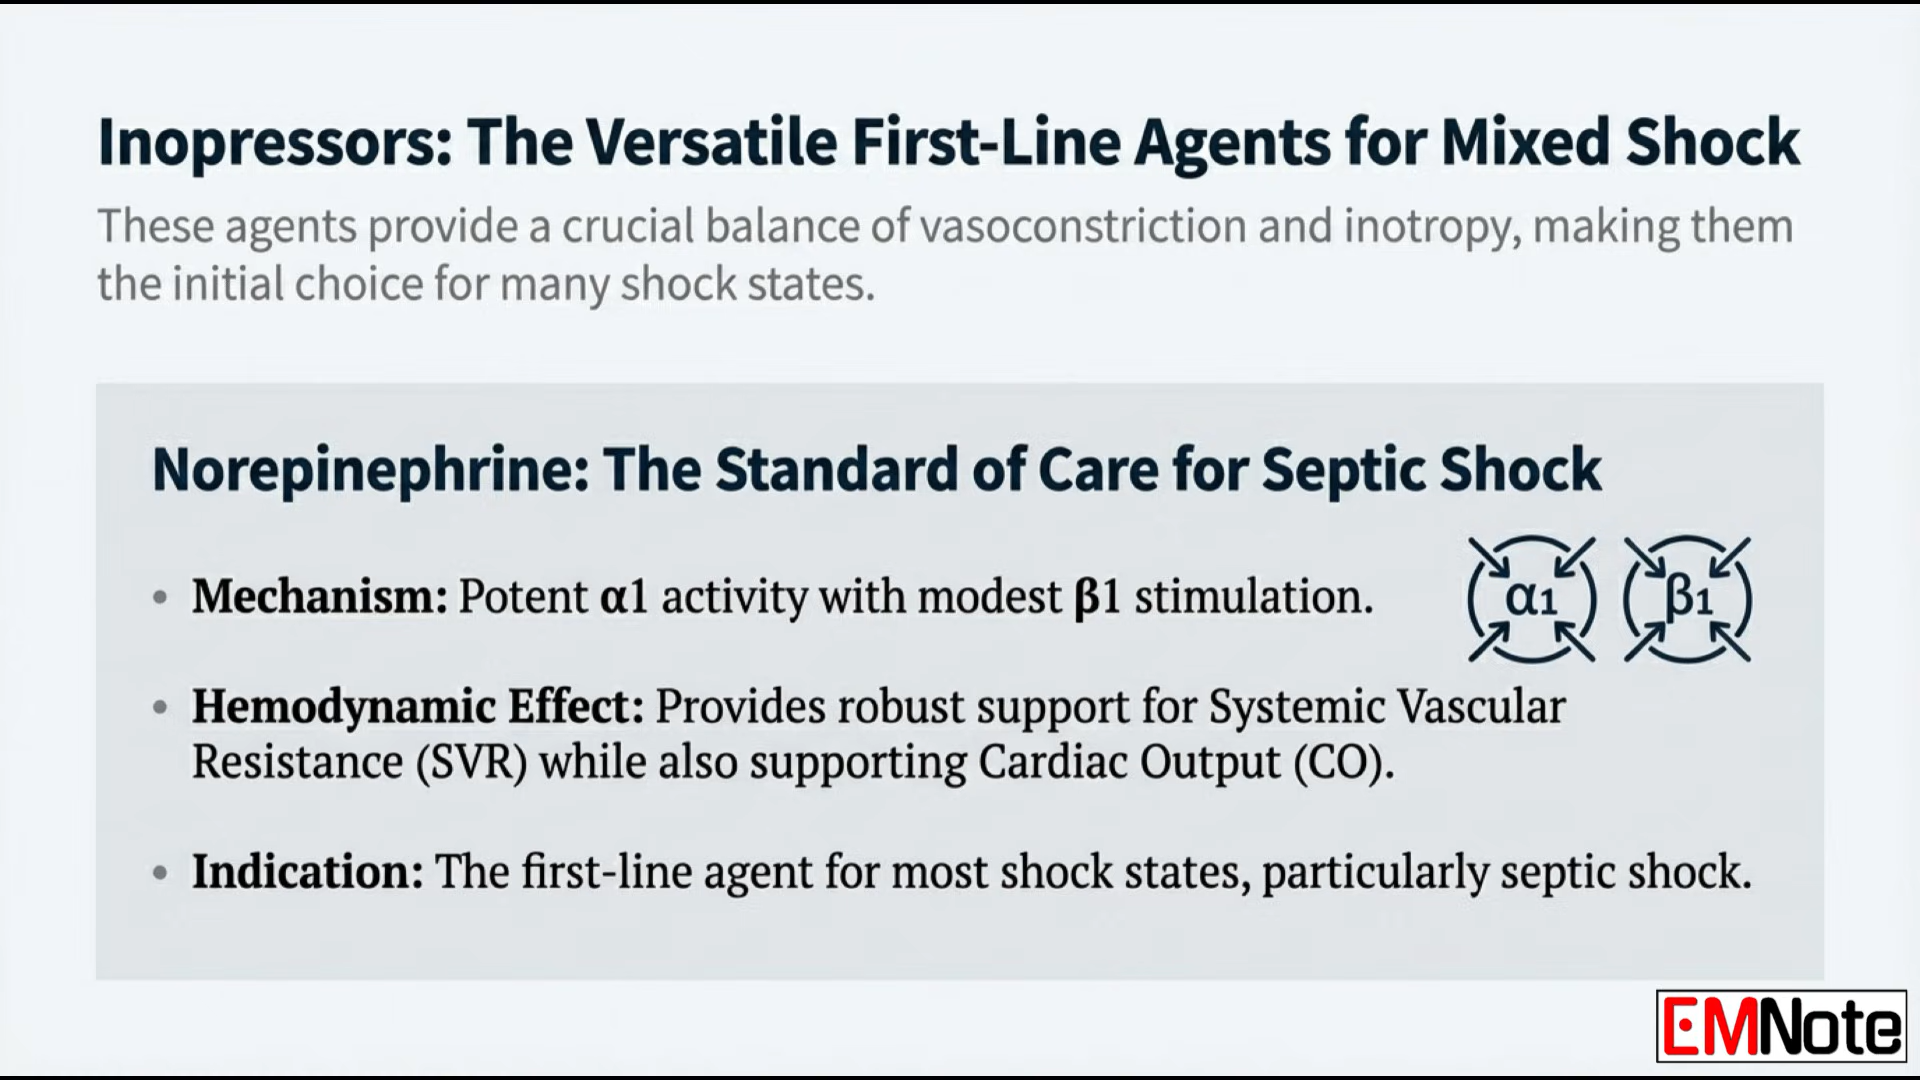 Inopressors: The Versatile First-Line Agents for Mixed Shock
These agents provide a crucial balance of vasoconstriction and inotropy, making them
the initial choice for many shock states.
Norepinephrine: The Standard of Care for Septic Shock
• Mechanism: Potent α1 activity with modest β1 stimulation.
α1 β1
• Hemodynamic Effect: Provides robust support for Systemic Vascular
Resistance (SVR) while also supporting Cardiac Output (CO).
• Indication: The first-line agent for most shock states, particularly septic shock.
EMNote